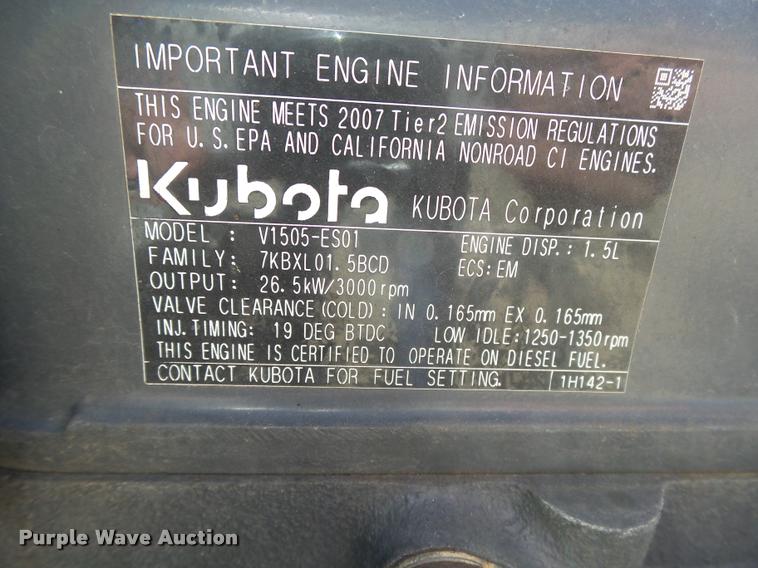 IMPORTANT ENGINE INFORMATION
THIS ENGINE MEETS 2007 Tier2 EMISSION REGULATIONS
FOR U.S. EPA AND CALIFORNIA NONROAD CI ENGINES.
Kubota KUBOTA Corporation
MODEL : V1505-ES01 ENGINE DISP.: 1.5L
FAMILY: 7KBXL01.5BCD ECS:EM
OUTPUT: 26.5kW/3000rpm
VALVE CLEARANCE(COLD): IN 0.165mm EX 0.165mm
INJ.TIMING: 19 DEG BTDC LOW IDLE:1250-1350rpm
THIS ENGINE IS CERTIFIED TO OPERATE ON DIESEL FUEL.
CONTACT KUBOTA FOR FUEL SETTING. 1H142-1
Purple Wave Auction